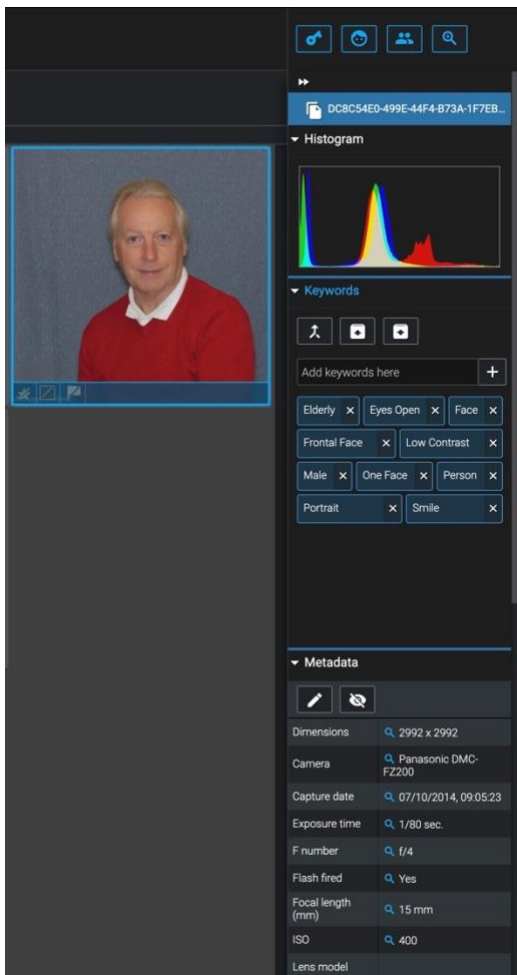 DC8C54E0-499E-44F4-B73A-1F7EB...
Histogram
Keywords
Add keywords here
Elderly Eyes Open Face
Frontal Face Low Contrast
Male One Face Person
Portrait Smile
Metadata
Dimensions 2992 x 2992
Camera Panasonic DMC-
FZ200
Capture date 07/10/2014, 09:05:23
Exposure time 1/80 sec.
F number f/4
Flash fired Yes
Focal length
(mm) 15 mm
ISO 400
Lens model